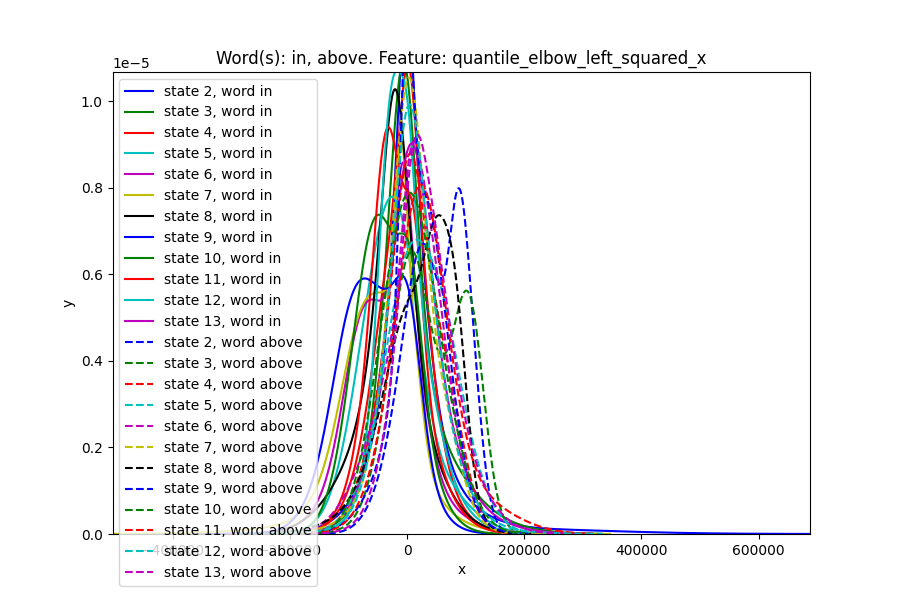 Word(s): in, above. Feature: quantile_elbow_left_squared_x
1e−5
1.0
0.8
0.6
0.4
0.2
0.0
y
state 2, word in
state 3, word in
state 4, word in
state 5, word in
state 6, word in
state 7, word in
state 8, word in
state 9, word in
state 10, word in
state 11, word in
state 12, word in
state 13, word in
state 2, word above
state 3, word above
state 4, word above
state 5, word above
state 6, word above
state 7, word above
state 8, word above
state 9, word above
state 10, word above
state 11, word above
state 12, word above
state 13, word above
0
200000
400000
600000
x